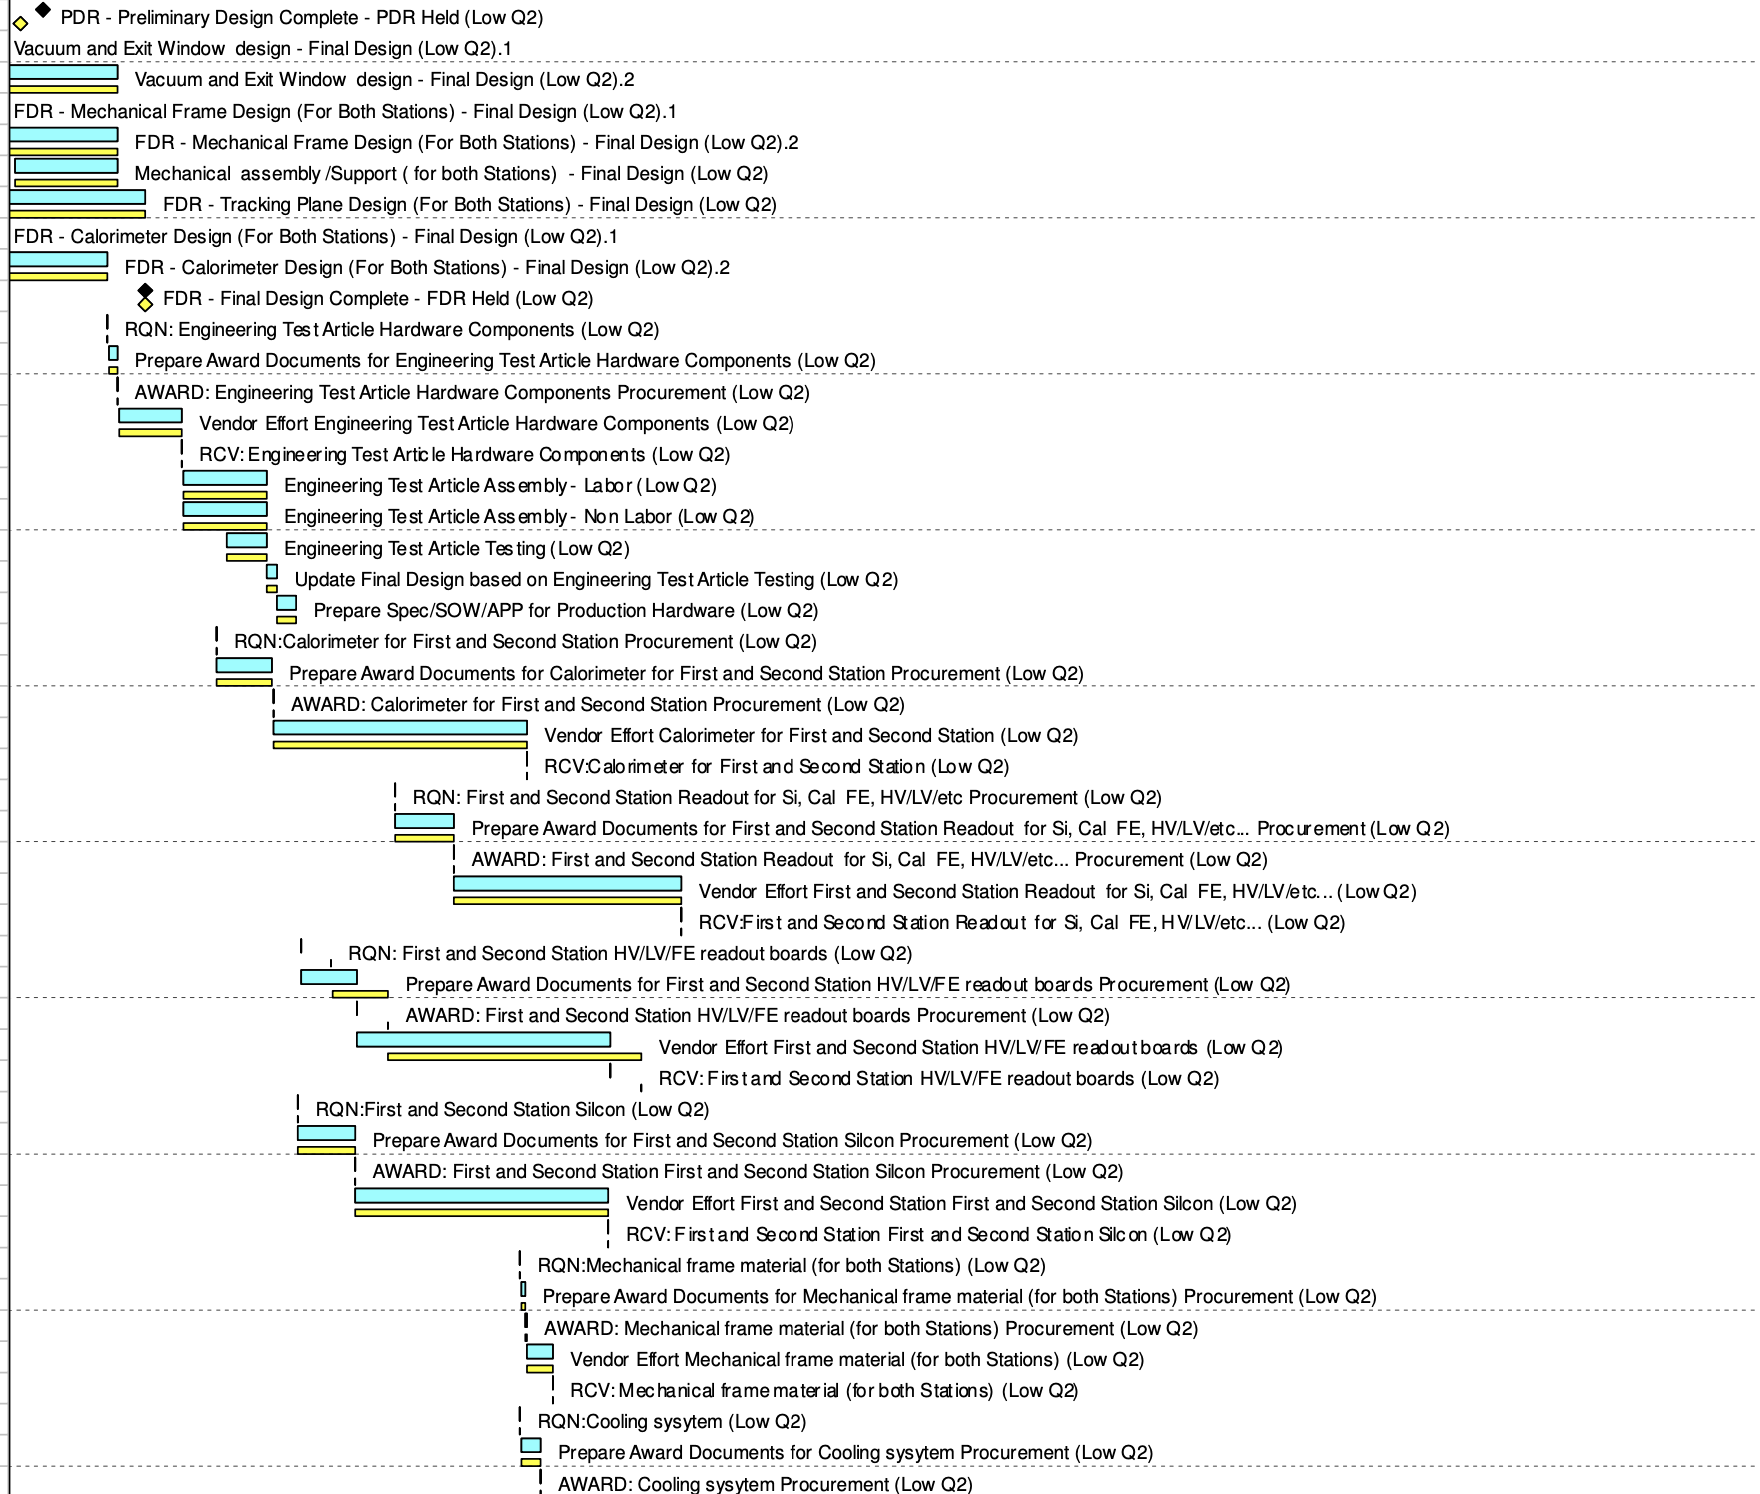 PDR - Preliminary Design Complete - PDR Held (Low Q2)
Vacuum and Exit Window design - Final Design (Low Q2).1
Vacuum and Exit Window design - Final Design (Low Q2).2
FDR - Mechanical Frame Design (For Both Stations) - Final Design (Low Q2).1
FDR - Mechanical Frame Design (For Both Stations) - Final Design (Low Q2).2
Mechanical assembly /Support ( for both Stations) - Final Design (Low Q2)
FDR - Tracking Plane Design (For Both Stations) - Final Design (Low Q2)
FDR - Calorimeter Design (For Both Stations) - Final Design (Low Q2).1
FDR - Calorimeter Design (For Both Stations) - Final Design (Low Q2).2
FDR - Final Design Complete - FDR Held (Low Q2)
RQN: Engineering Test Article Hardware Components (Low Q2)
Prepare Award Documents for Engineering Test Article Hardware Components (Low Q2)
AWARD: Engineering Test Article Hardware Components Procurement (Low Q2)
Vendor Effort Engineering Test Article Hardware Components (Low Q2)
RCV: Engineering Test Article Hardware Components (Low Q2)
Engineering Test Article Assembly - Labor (Low Q2)
Engineering Test Article Assembly - Non Labor (Low Q2)
Engineering Test Article Testing (Low Q2)
Update Final Design based on Engineering Test Article Testing (Low Q2)
Prepare Spec/SOW/APP for Production Hardware (Low Q2)
RQN:Calorimeter for First and Second Station Procurement (Low Q2)
Prepare Award Documents for Calorimeter for First and Second Station Procurement (Low Q2)
AWARD: Calorimeter for First and Second Station Procurement (Low Q2)
Vendor Effort Calorimeter for First and Second Station (Low Q2)
RCV:Calorimeter for First and Second Station (Low Q2)
RQN: First and Second Station Readout for Si, Cal FE, HV/LV/etc Procurement (Low Q2)
Prepare Award Documents for First and Second Station Readout for Si, Cal FE, HV/LV/etc... Procurement (Low Q2)
AWARD: First and Second Station Readout for Si, Cal FE, HV/LV/etc... Procurement (Low Q2)
Vendor Effort First and Second Station Readout for Si, Cal FE, HV/LV/etc... (Low Q2)
RCV:First and Second Station Readout for Si, Cal FE, HV/LV/etc... (Low Q2)
RQN: First and Second Station HV/LV/FE readout boards (Low Q2)
Prepare Award Documents for First and Second Station HV/LV/FE readout boards Procurement (Low Q2)
AWARD: First and Second Station HV/LV/FE readout boards Procurement (Low Q2)
Vendor Effort First and Second Station HV/LV/FE readout boards (Low Q2)
RCV: First and Second Station HV/LV/FE readout boards (Low Q2)
RQN:First and Second Station Silcon (Low Q2)
Prepare Award Documents for First and Second Station Silcon Procurement (Low Q2)
AWARD: First and Second Station First and Second Station Silcon Procurement (Low Q2)
Vendor Effort First and Second Station First and Second Station Silcon (Low Q2)
RCV: First and Second Station First and Second Station Silcon (Low Q2)
RQN:Mechanical frame material (for both Stations) (Low Q2)
Prepare Award Documents for Mechanical frame material (for both Stations) Procurement (Low Q2)
AWARD: Mechanical frame material (for both Stations) Procurement (Low Q2)
Vendor Effort Mechanical frame material (for both Stations) (Low Q2)
RCV: Mechanical frame material (for both Stations) (Low Q2)
RQN:Cooling sysytem (Low Q2)
Prepare Award Documents for Cooling sysytem Procurement (Low Q2)
AWARD: Cooling sysytem Procurement (Low Q2)